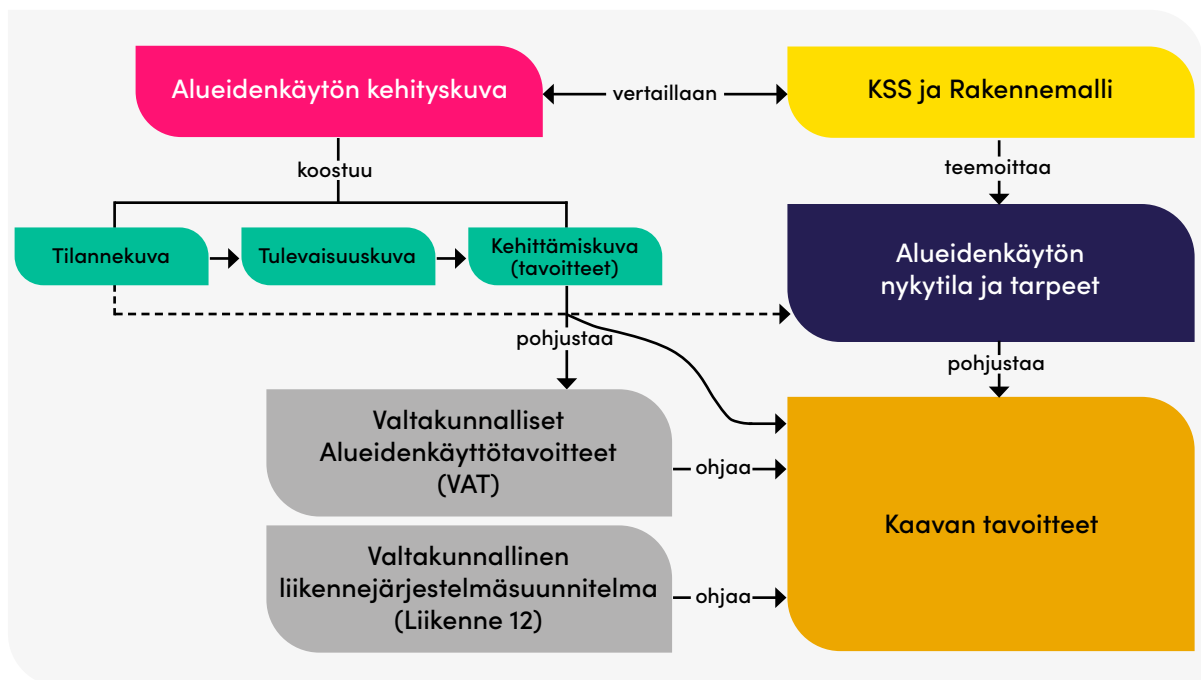 Alueidenkäytön kehityskuva
vertaillaan
KSS ja Rakennemalli
koostuu
teemoittaa
Tilannekuva
Tulevaisuuskuva
Kehittämiskuva
(tavoitteet)
Alueidenkäytön
nykytila ja tarpeet
pohjustaa
pohjustaa
Valtakunnalliset
Alueidenkäyttötavoitteet
(VAT)
ohjaa
Kaavan tavoitteet
Valtakunnallinen
liikennejärjestelmäsuunnitelma
(Liikenne 12)
ohjaa